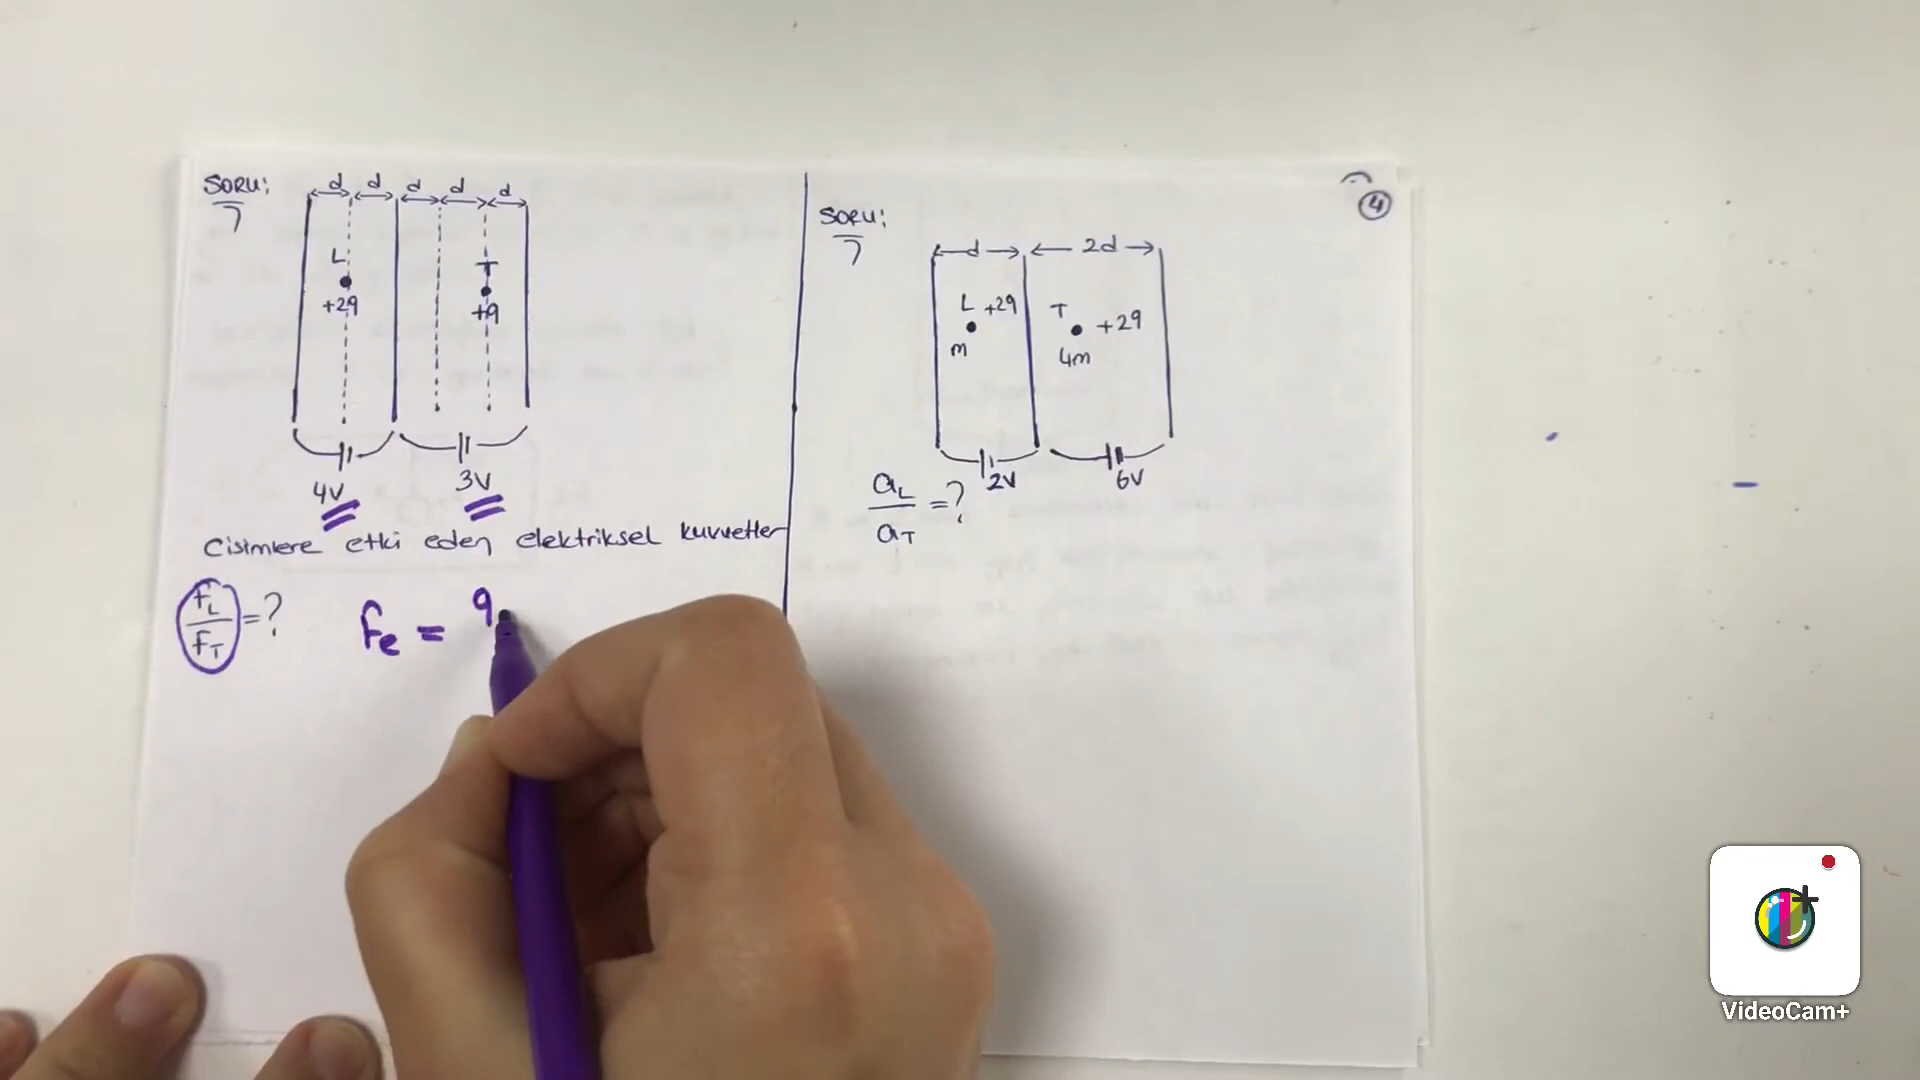 SORU:
7
d d d d d
L
+2q
T
+q
4V
3V
Cisimlere etki eden elektriksel kuvvetler
fL
fT
=?
fe = q
SORU:
7
4
d 2d
L +2q
m
T
+2q
4m
2V
6V
aL
aT
=?
VideoCam+